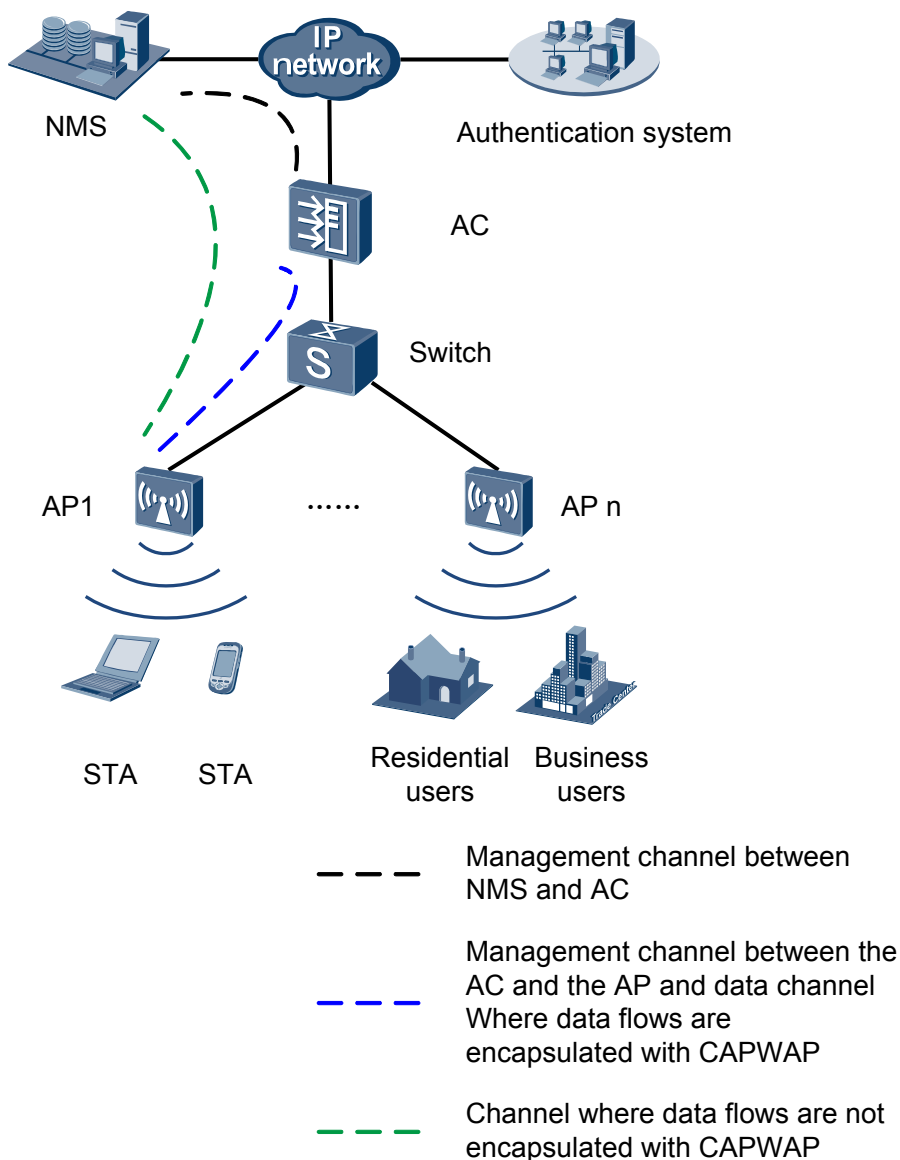 IP
network
NMS
Authentication system
AC
Switch
S
AP1
……
AP n
Trade Center
STA
STA
Residential
users
Business
users
Management channel between
NMS and AC
Management channel between the
AC and the AP and data channel
Where data flows are
encapsulated with CAPWAP
Channel where data flows are not
encapsulated with CAPWAP